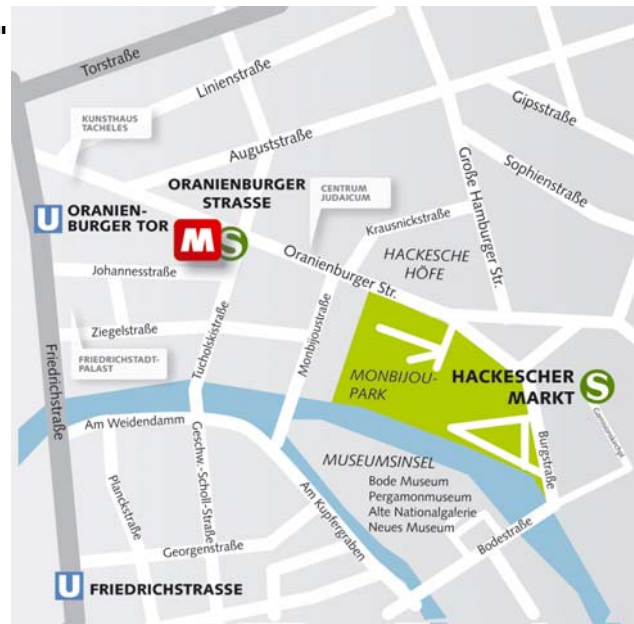 Torstraße
Linienstraße
Gipsstraße
KUNSTHAUS
TACHELES
Auguststraße
Sophienstraße
Große Hamburger Str.
ORANIENBURGER
STRASSE
CENTRUM
JUDAICUM
U ORANIEN-
BURGER TOR
M S
Krausnickstraße
HACKESCHE
HÖFE
Oranienburger Str.
Johannesstraße
Ziegelstraße
Tucholskistraße
Monbijoustraße
FRIEDRICHSTADT-
PALAST
Friedrichstraße
MONBIJOU-
PARK
HACKESCHER
MARKT
S
Am Weidendamm
Geschw.-Scholl-Straße
Planckstraße
Burgstraße
MUSEUMSINSEL
Bode Museum
Pergamonmuseum
Alte Nationalgalerie
Neues Museum
Am Kupfergraben
Bodestraße
Georgenstraße
U FRIEDRICHSTRASSE